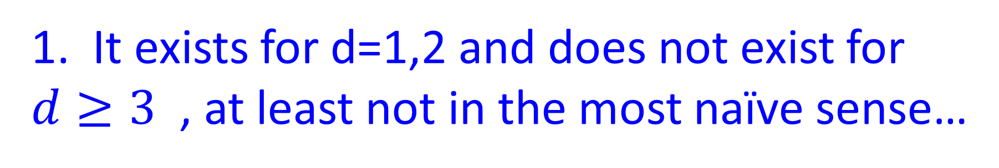 1. It exists for d=1,2 and does not exist for
d ≥ 3 , at least not in the most naïve sense...